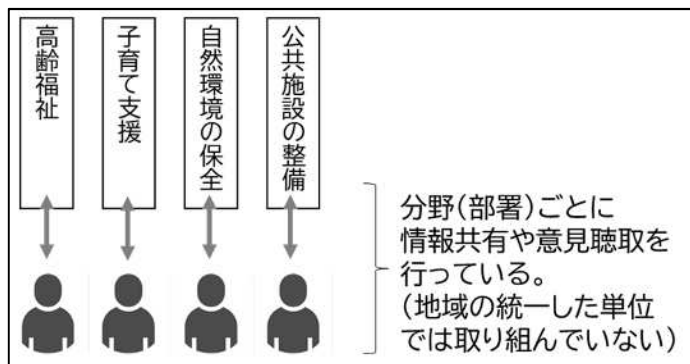 高齢福祉
子育て支援
自然環境の保全
公共施設の整備
分野(部署)ごとに
情報共有や意見聴取を
行っている。
(地域の統一した単位
では取り組んでいない)